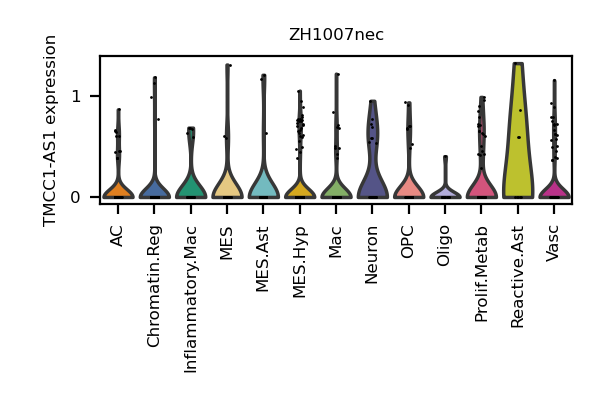 ZH1007nec
TMCC1-AS1 expression
1
0
AC
Chromatin.Reg
Inflammatory.Mac
MES
MES.Ast
MES.Hyp
Mac
Neuron
OPC
Oligo
Prolif.Metab
Reactive.Ast
Vasc